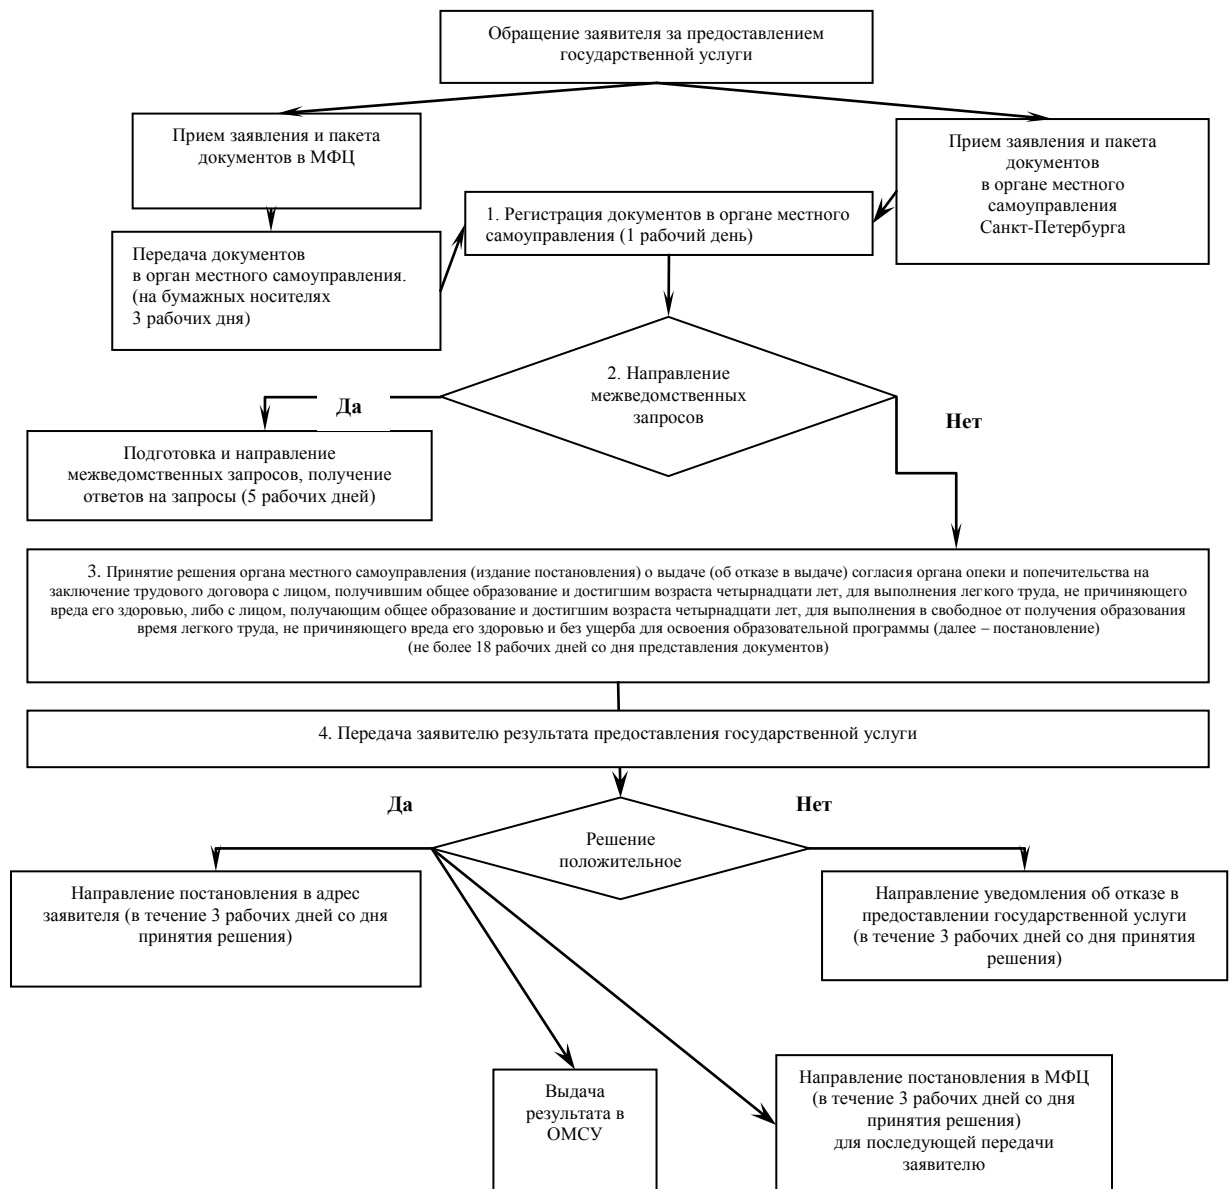 Обращение заявителя за предоставлением
государственной услуги
Прием заявления и пакета
документов в МФЦ
Прием заявления и пакета
документов
в органе местного
самоуправления
Санкт-Петербурга
1. Регистрация документов в органе местного
самоуправления (1 рабочий день)
Передача документов
в орган местного самоуправления.
(на бумажных носителях
3 рабочих дня)
2. Направление
межведомственных
запросов
Да
Нет
Подготовка и направление
межведомственных запросов, получение
ответов на запросы (5 рабочих дней)
3. Принятие решения органа местного самоуправления (издание постановления) о выдаче (об отказе в выдаче) согласия органа опеки и попечительства на
заключение трудового договора с лицом, получившим общее образование и достигшим возраста четырнадцати лет, для выполнения легкого труда, не причиняющего
вреда его здоровью, либо с лицом, получающим общее образование и достигшим возраста четырнадцати лет, для выполнения в свободное от получения образования
время легкого труда, не причиняющего вреда его здоровью и без ущерба для освоения образовательной программы (далее – постановление)
(не более 18 рабочих дней со дня представления документов)
4. Передача заявителю результата предоставления государственной услуги
Да
Нет
Решение
положительное
Направление постановления в адрес
заявителя (в течение 3 рабочих дней со дня
принятия решения)
Направление уведомления об отказе в
предоставлении государственной услуги
(в течение 3 рабочих дней со дня принятия
решения)
Выдача
результата в
ОМСУ
Направление постановления в МФЦ
(в течение 3 рабочих дней со дня
принятия решения)
для последующей передачи
заявителю